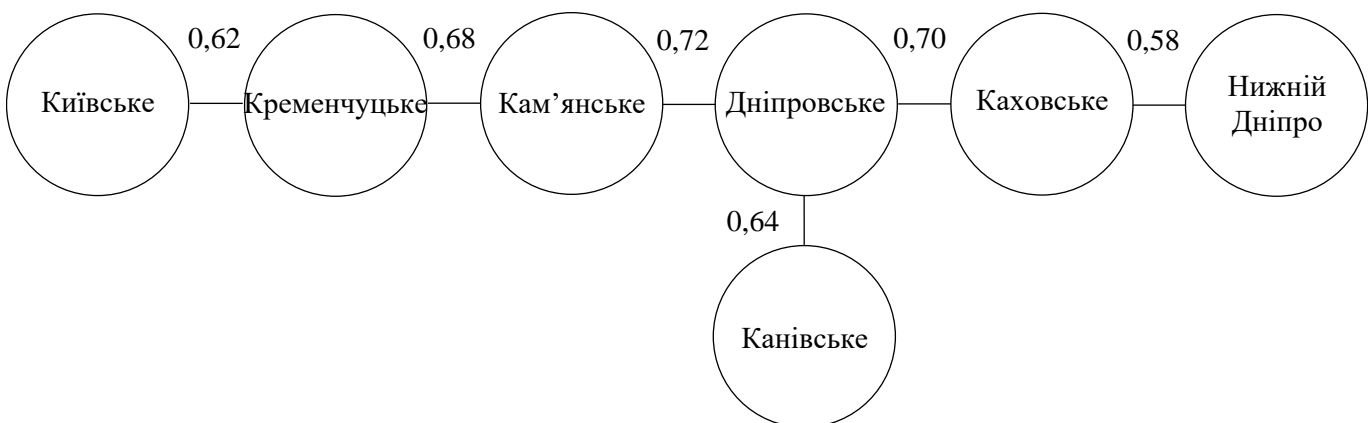 0,62
0,68
0,72
0,70
0,58
Київське
Кременчуцьке
Кам’янське
Дніпровське
Каховське
Нижній
Дніпро
0,64
Канівське